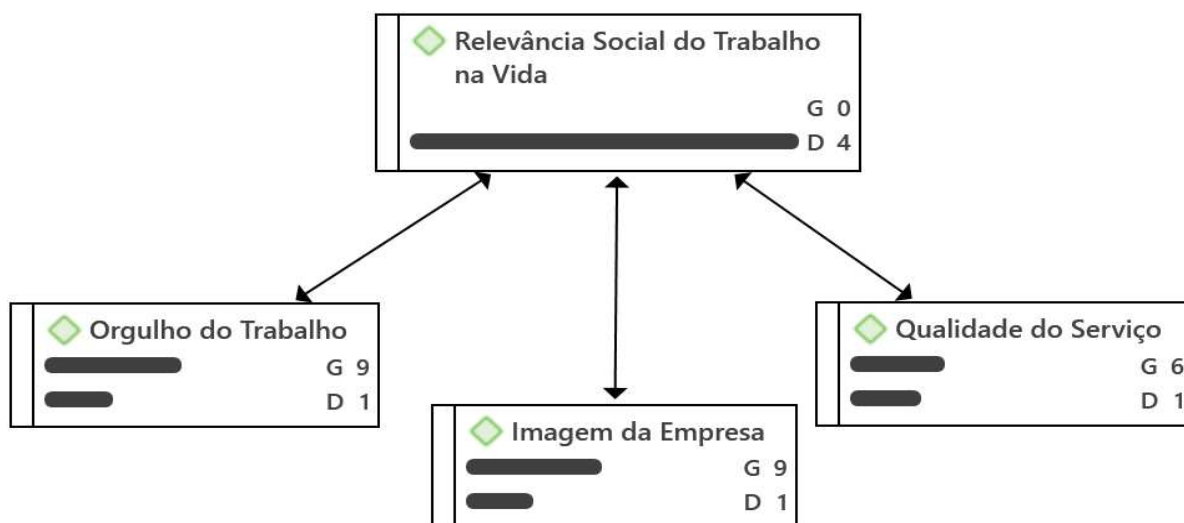 Relevância Social do Trabalho
na Vida
G 0
D 4
Orgulho do Trabalho
G 9
D 1
Imagem da Empresa
G 9
D 1
Qualidade do Serviço
G 6
D 1